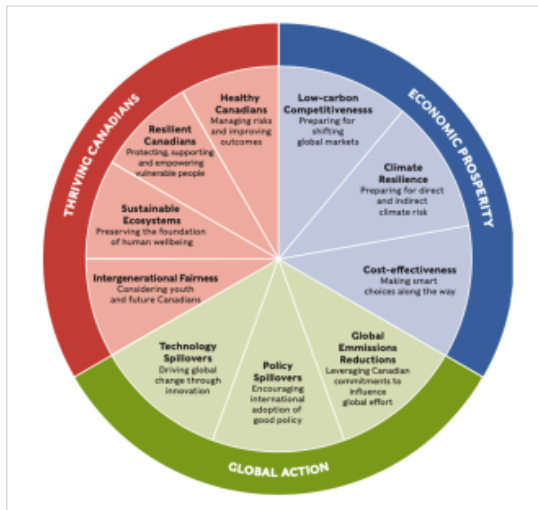 THRIVING CANADIANS
Healthy
Canadians
Managing risks
and improving
outcomes
Resilient
Canadians
Protecting, supporting
and empowering
vulnerable people
Sustainable
Ecosystems
Preserving the foundation
of human wellbeing
Intergenerational Fairness
Considering youth
and future Canadians
ECONOMIC PROSPERITY
Low-carbon
Competitivenesss
Preparing for
shifting
global markets
Climate
Resilience
Preparing for direct
and indirect
climate risk
Cost-effectiveness
Making smart
choices along the way
Global
Emmissions
Reductions
Leveraging Canadian
commitments to
influence
global effort
Policy
Spillovers
Encouraging
international
adoption of
good policy
Technology
Spillovers
Driving global
change through
innovation
GLOBAL ACTION